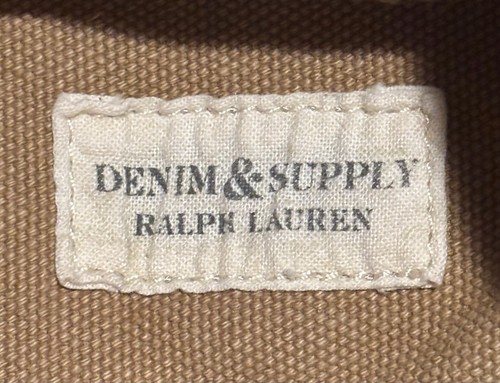 DENIM & SUPPLY
RALPH LAUREN